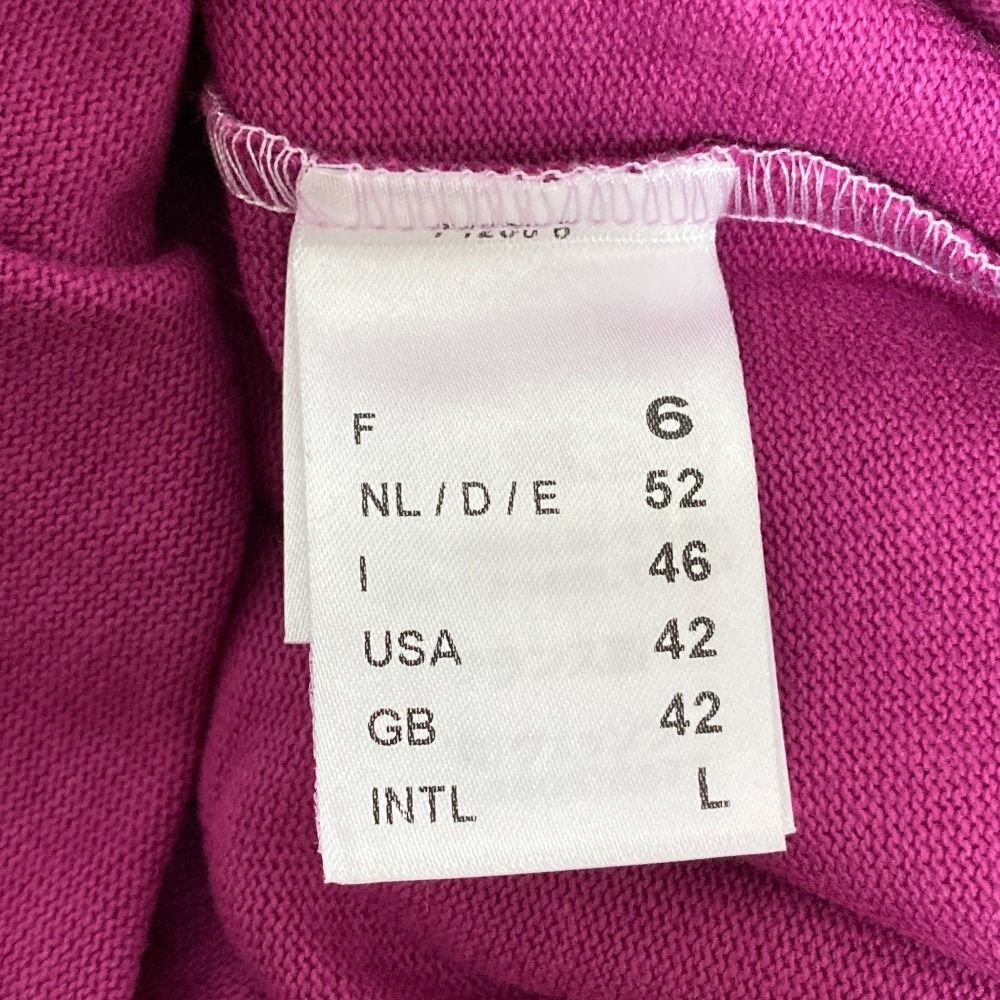 F 6
NL / D / E 52
I 46
USA 42
GB 42
INTL L